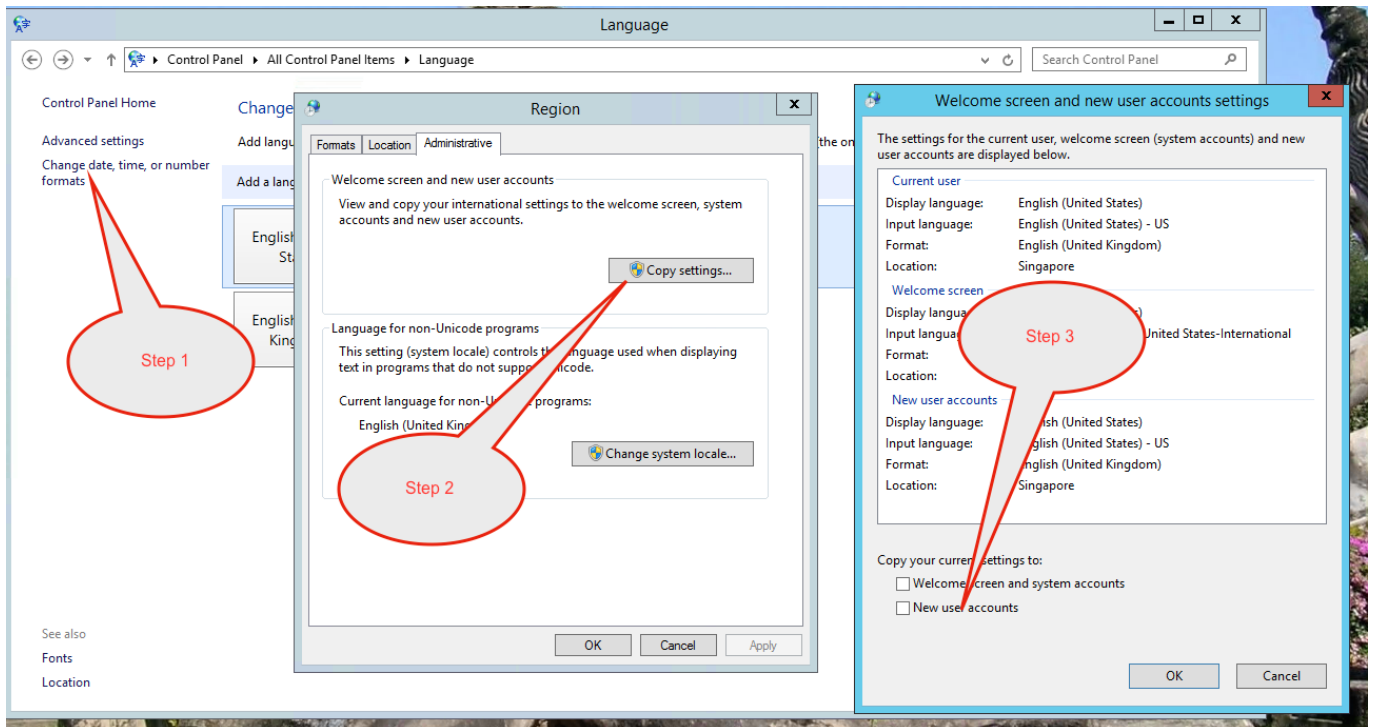 Language
Control Panel All Control Panel Items Language
Search Control Panel
Control Panel Home
Advanced settings
Change date, time, or number
formats
See also
Fonts
Location
Change
Add langu
(the on
Add a lang
English
Sta
English
King
Step 1
Region
Formats Location Administrative
Welcome screen and new user accounts
View and copy your international settings to the welcome screen, system
accounts and new user accounts.
Copy settings...
Language for non-Unicode programs
This setting (system locale) controls the language used when displaying
text in programs that do not support Unicode.
Current language for non-Unicode programs:
English (United King
Change system locale...
Step 2
OK Cancel Apply
Welcome screen and new user accounts settings
X
The settings for the current user, welcome screen (system accounts) and new
user accounts are displayed below.
Current user
Display language: English (United States)
Input language: English (United States) - US
Format: English (United Kingdom)
Location: Singapore
Welcome screen
Display langua
Input languag United States-International
Format:
Location:
Step 3
New user accounts
Display language: English (United States)
Input language: English (United States) - US
Format: English (United Kingdom)
Location: Singapore
Copy your current settings to:
Welcome screen and system accounts
New user accounts
OK Cancel